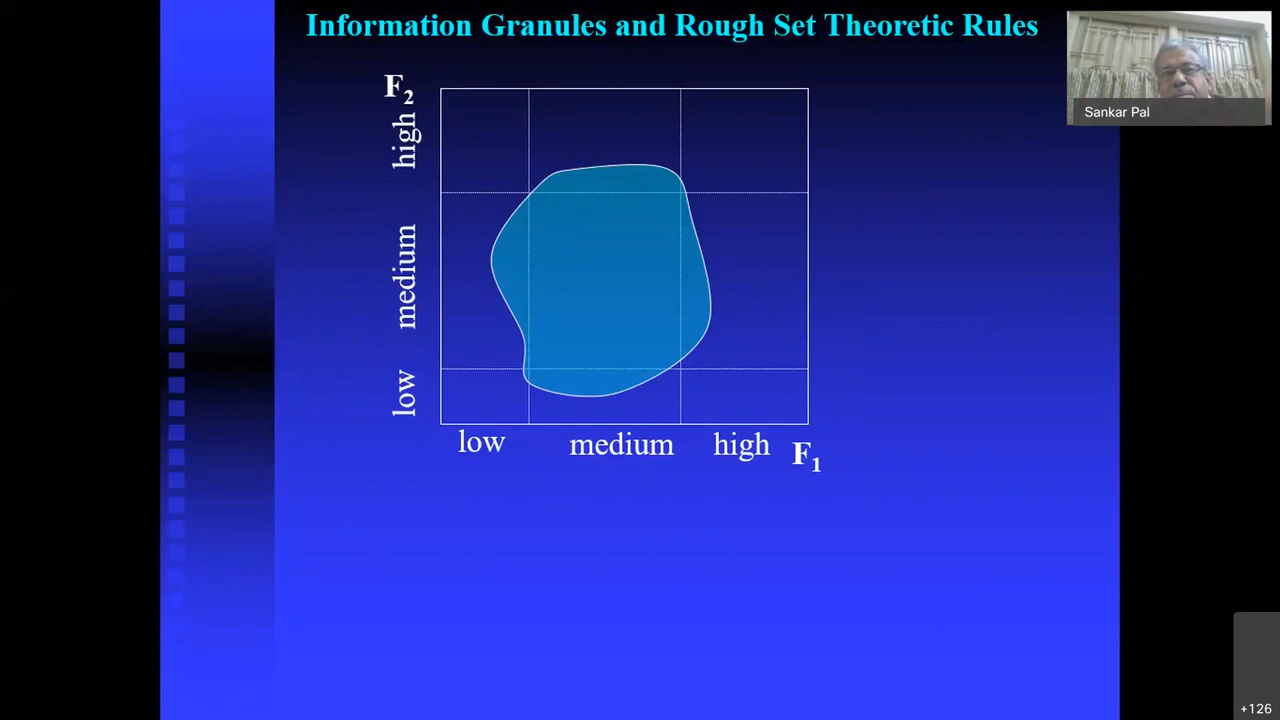 Information Granules and Rough Set Theoretic Rules
Sankar Pal
F2
high
medium
low
low medium high F1
+126